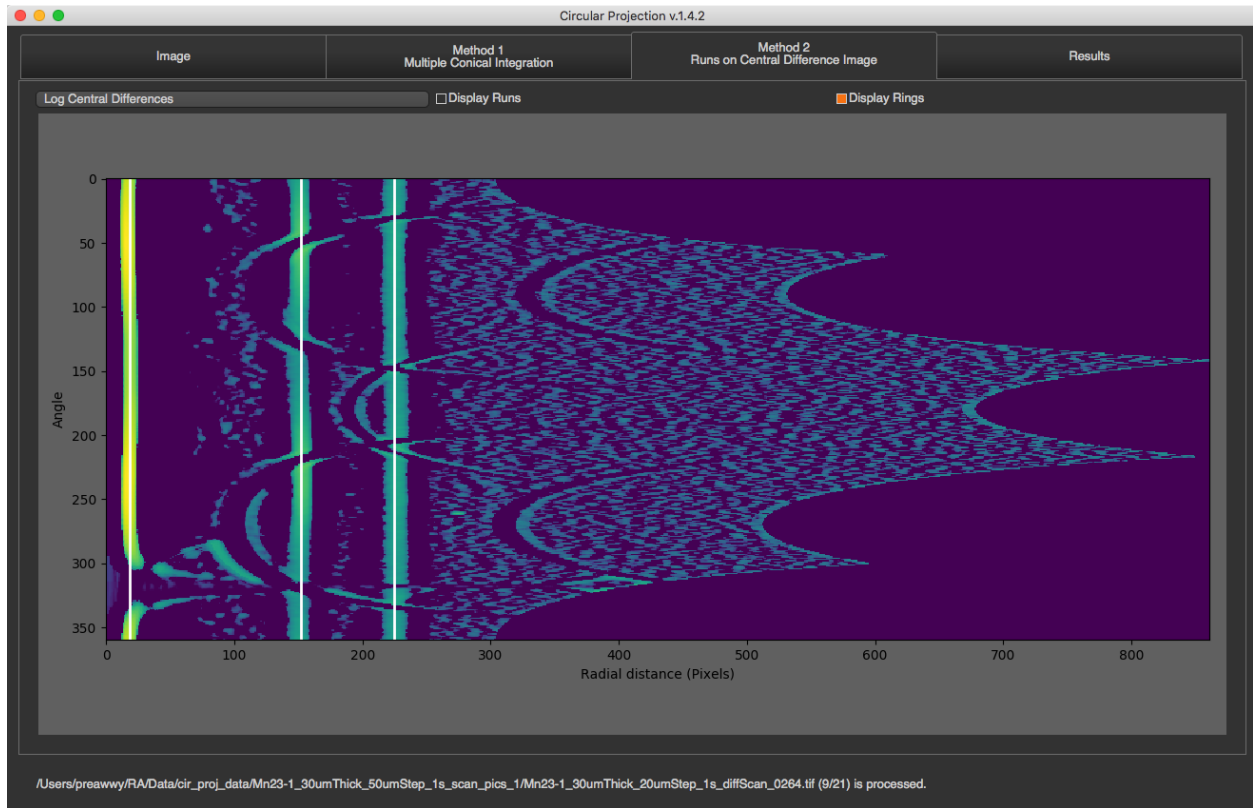 Circular Projection v.1.4.2
Image
Method 1
Multiple Conical Integration
Method 2
Runs on Central Difference Image
Results
Log Central Differences
Display Runs
Display Rings
0
50
100
150
200
250
300
350
Angle
0 100 200 300 400 500 600 700 800
Radial distance (Pixels)
/Users/preawwy/RA/Data/cir_proj_data/Mn23-1_30umThick_50umStep_1s_scan_pics_1/Mn23-1_30umThick_20umStep_1s_diffScan_0264.tif (9/21) is processed.